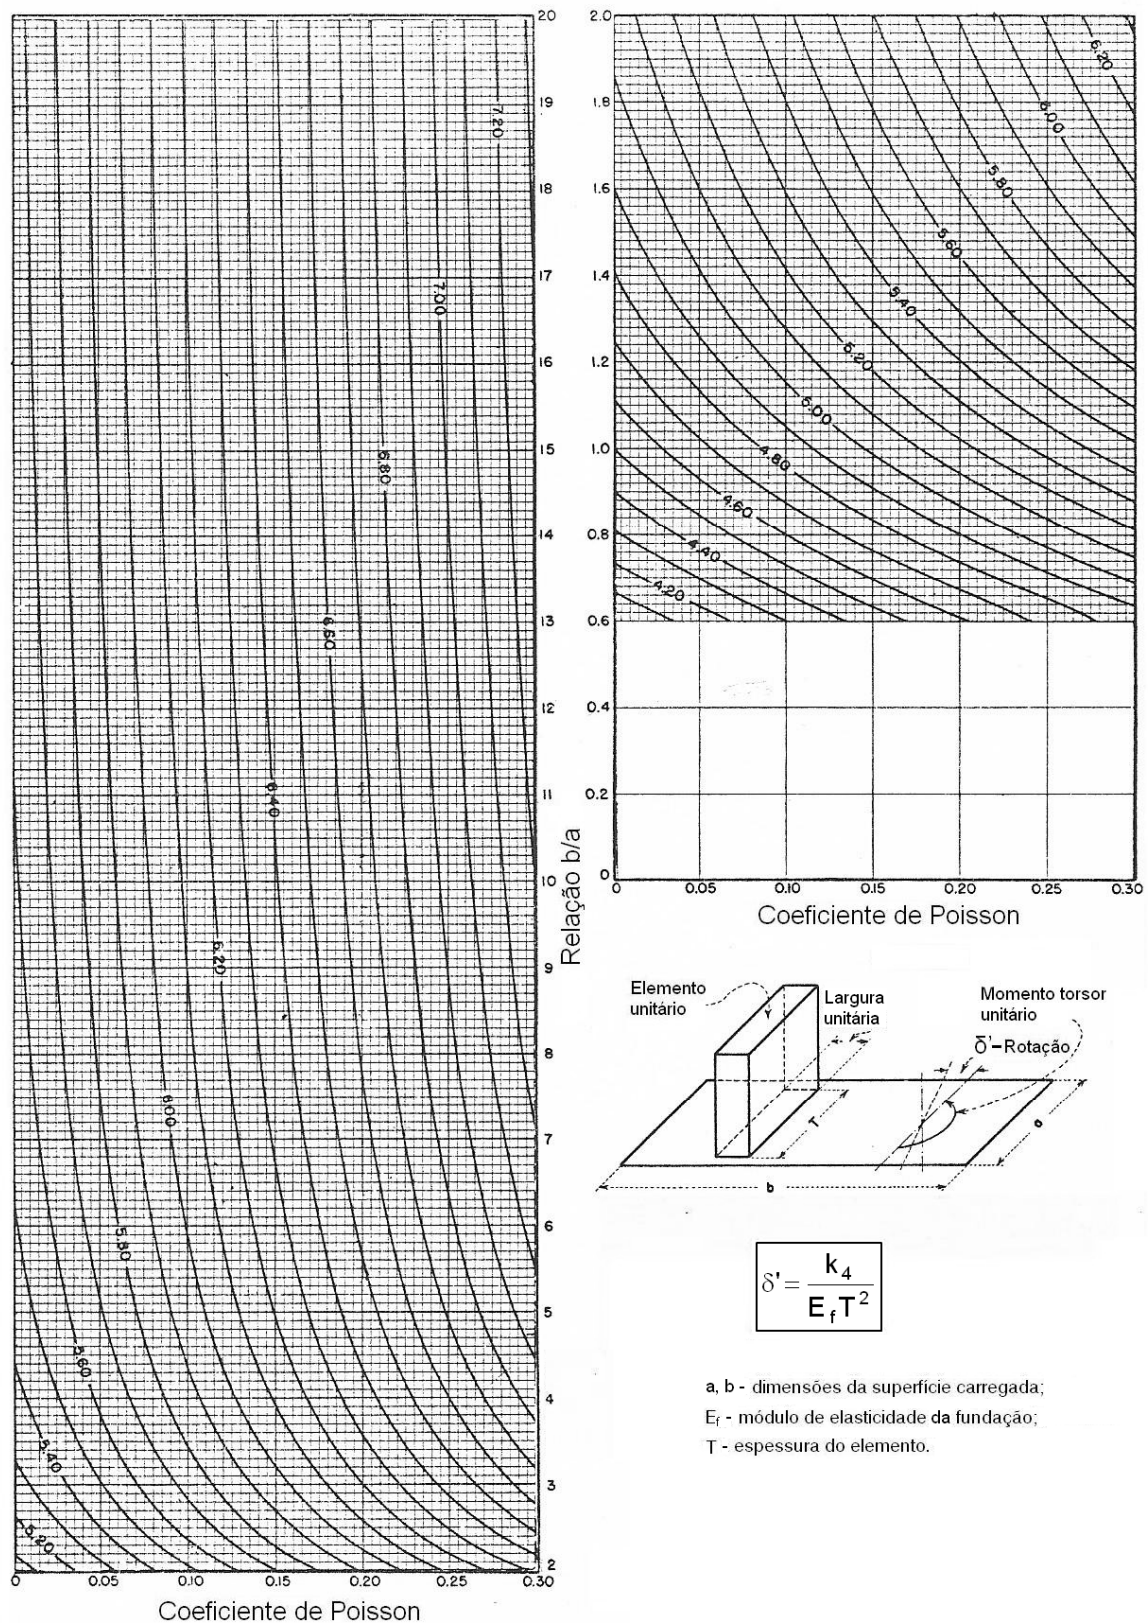 20
19
18
17
16
15
14
13
12
11
10
9
8
7
6
5
4
3
2
7.20
7.00
6.80
6.60
6.40
6.20
6.00
5.80
5.60
5.40
5.20
0 0.05 0.10 0.15 0.20 0.25 0.30
Coeficiente de Poisson
Relação b/a
2.0
1.8
1.6
1.4
1.2
1.0
0.8
0.6
0.4
0.2
0
6.20
6.00
5.80
5.60
5.40
5.20
5.00
4.80
4.60
4.40
4.20
0 0.05 0.10 0.15 0.20 0.25 0.30
Coeficiente de Poisson
Elemento
unitário
Largura
unitária
Momento torsor
unitário
δ'-Rotação
T
a
b
δ' = k4 / Ef T²
a, b - dimensões da superfície carregada;
Ef - módulo de elasticidade da fundação;
T - espessura do elemento.